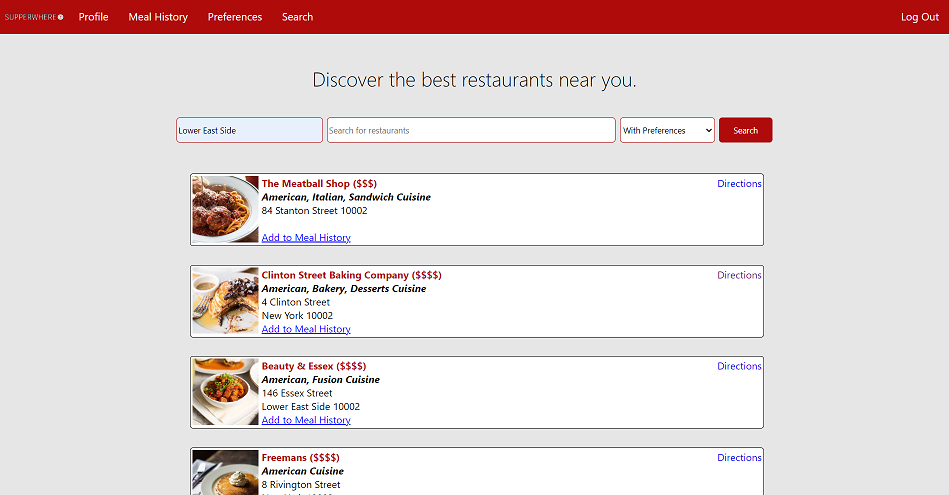 SUPPERWHERE
Profile
Meal History
Preferences
Search
Log Out
Discover the best restaurants near you.
Lower East Side
Search for restaurants
With Preferences
Search
The Meatball Shop ($$$)
Directions
American, Italian, Sandwich Cuisine
84 Stanton Street 10002
Add to Meal History
Clinton Street Baking Company ($$$$)
Directions
American, Bakery, Desserts Cuisine
4 Clinton Street
New York 10002
Add to Meal History
Beauty & Essex ($$$$)
Directions
American, Fusion Cuisine
146 Essex Street
Lower East Side 10002
Add to Meal History
Freemans ($$$$)
Directions
American Cuisine
8 Rivington Street